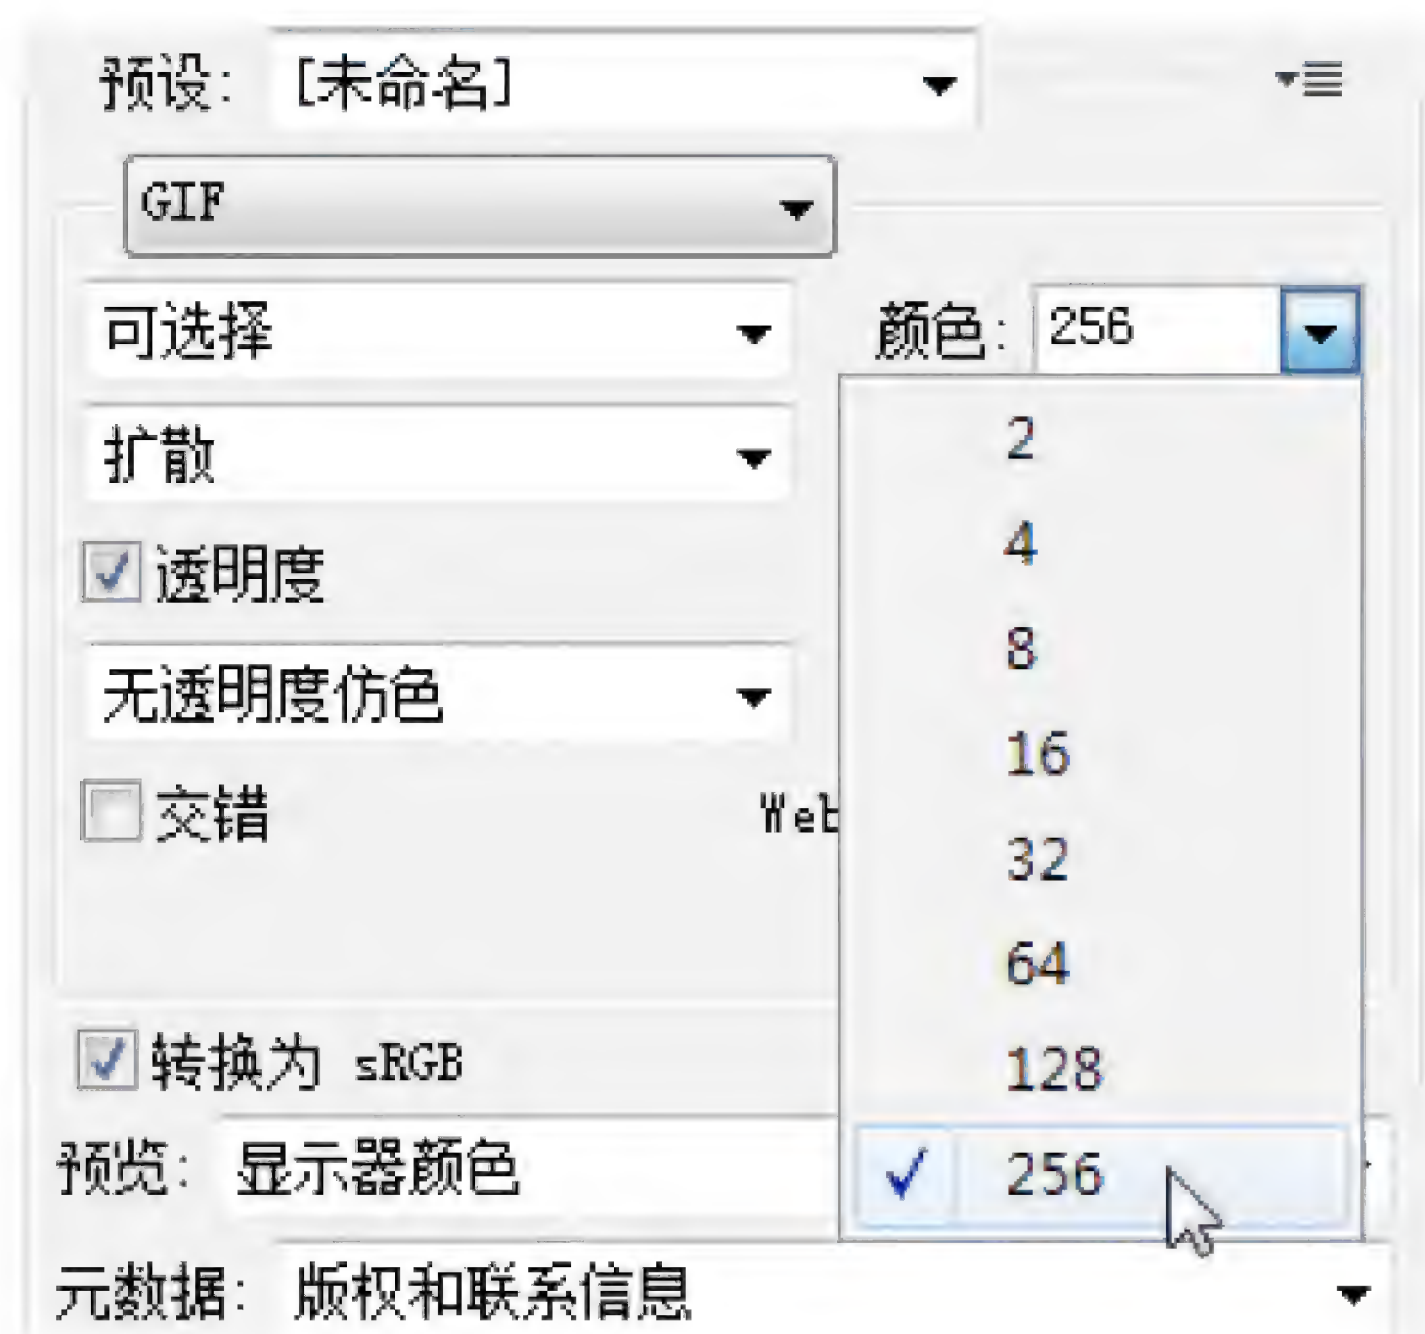 预设: [未命名]
GIF
可选择 颜色: 256
扩散
2
4
透明度
8
无透明度仿色
16
交错 Web
32
64
转换为 sRGB
128
预览: 显示器颜色
256
元数据: 版权和联系信息